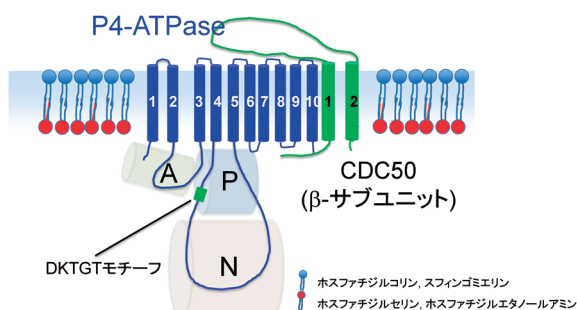 P4-ATPase
1 2 3 4 5 6 7 8 9 10 1 2
A
P
CDC50
(β-サブユニット)
DKTGTモチーフ
N
ホスファチジルコリン, スフィンゴミエリン
ホスファチジルセリン, ホスファチジルエタノールアミン